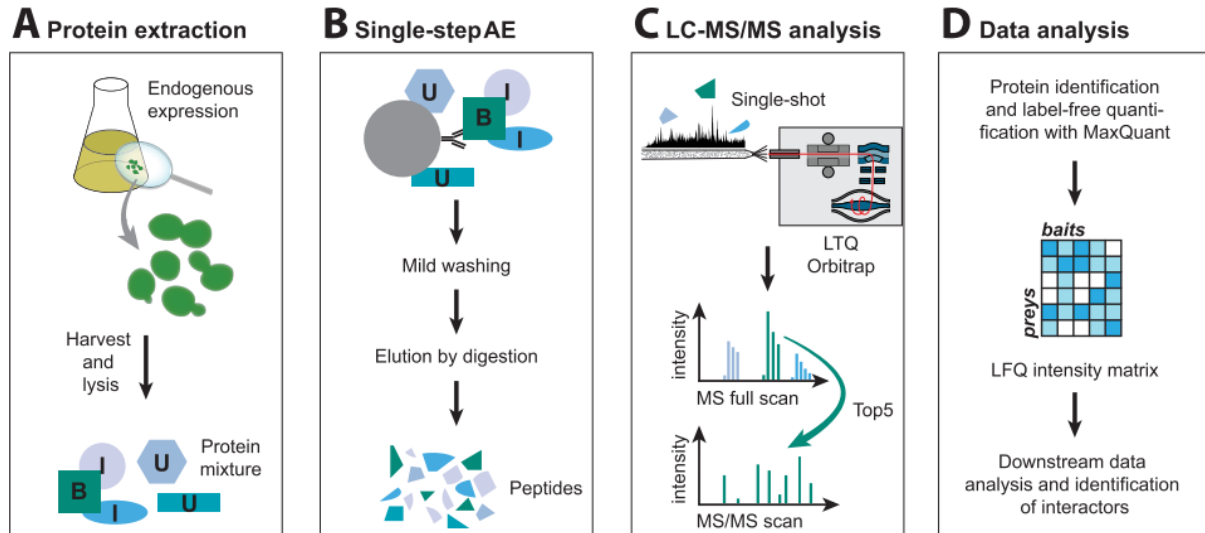 A Protein extraction
Endogenous
expression
Harvest
and
lysis
Protein
mixture
I
U
B
I
U
B Single-step AE
U
I
B
I
U
Mild washing
Elution by digestion
Peptides
C LC-MS/MS analysis
Single-shot
LTQ
Orbitrap
intensity
MS full scan
Top5
intensity
MS/MS scan
D Data analysis
Protein identification
and label-free quanti-
fication with MaxQuant
baits
preys
LFQ intensity matrix
Downstream data
analysis and identification
of interactors